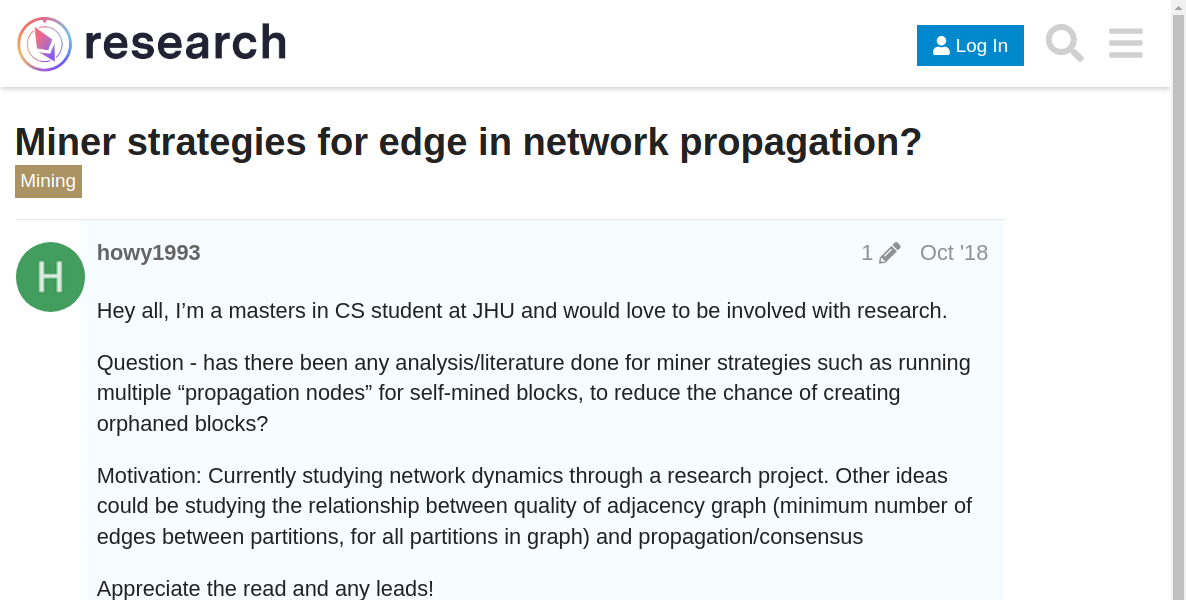 research
Log In
Miner strategies for edge in network propagation?
Mining
H
howy1993
1
Oct '18
Hey all, I’m a masters in CS student at JHU and would love to be involved with research.
Question - has there been any analysis/literature done for miner strategies such as running
multiple “propagation nodes” for self-mined blocks, to reduce the chance of creating
orphaned blocks?
Motivation: Currently studying network dynamics through a research project. Other ideas
could be studying the relationship between quality of adjacency graph (minimum number of
edges between partitions, for all partitions in graph) and propagation/consensus
Appreciate the read and any leads!